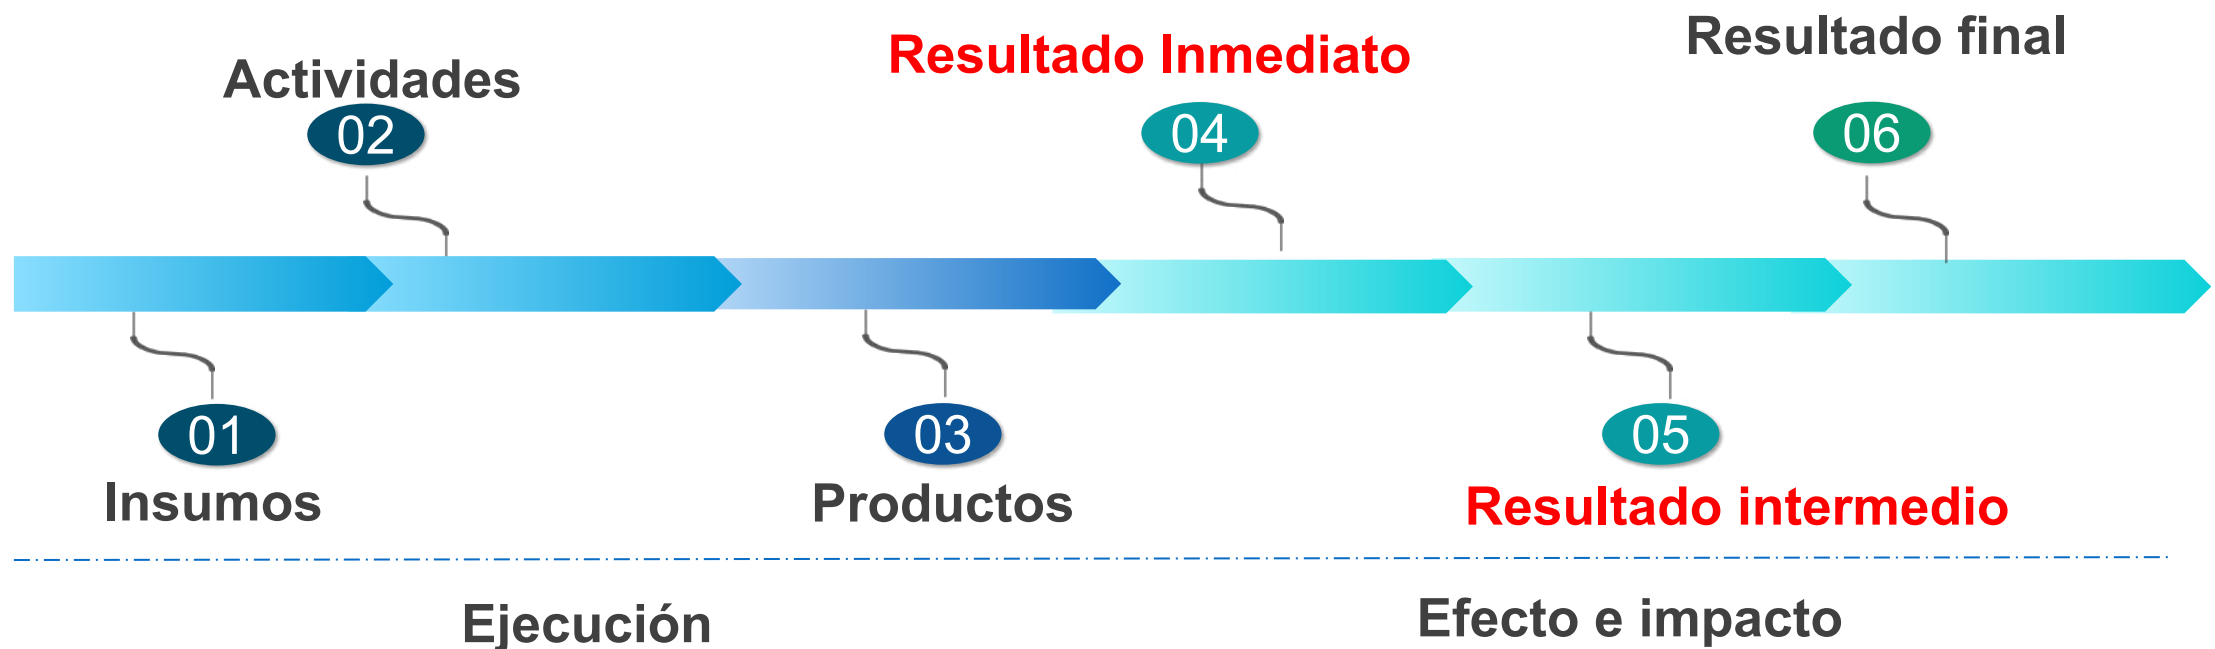 Actividades
02
Resultado Inmediato
04
Resultado final
06
01
Insumos
03
Productos
05
Resultado intermedio
Ejecución
Efecto e impacto